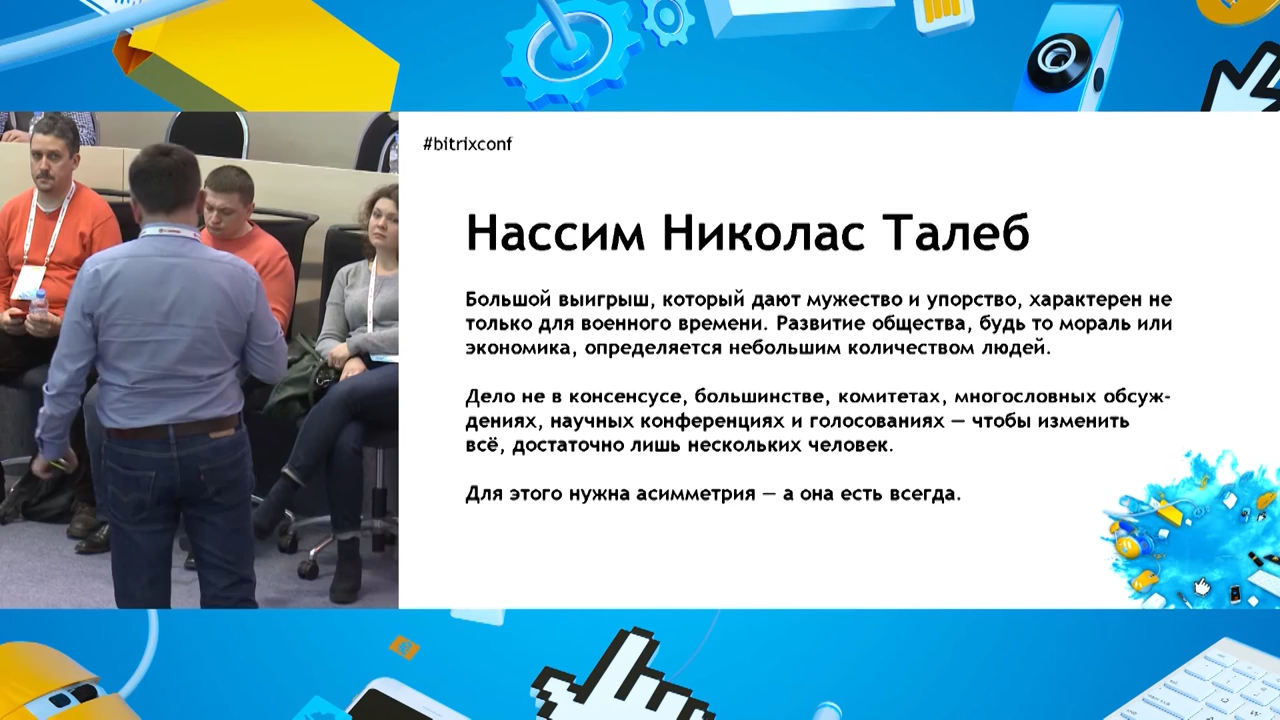 #bitrixconf
Нассим Николас Талеб
Большой выигрыш, который дают мужество и упорство, характерен не
только для военного времени. Развитие общества, будь то мораль или
экономика, определяется небольшим количеством людей.
Дело не в консенсусе, большинстве, комитетах, многословных обсуж-
дениях, научных конференциях и голосованиях — чтобы изменить
всё, достаточно лишь нескольких человек.
Для этого нужна асимметрия — а она есть всегда.